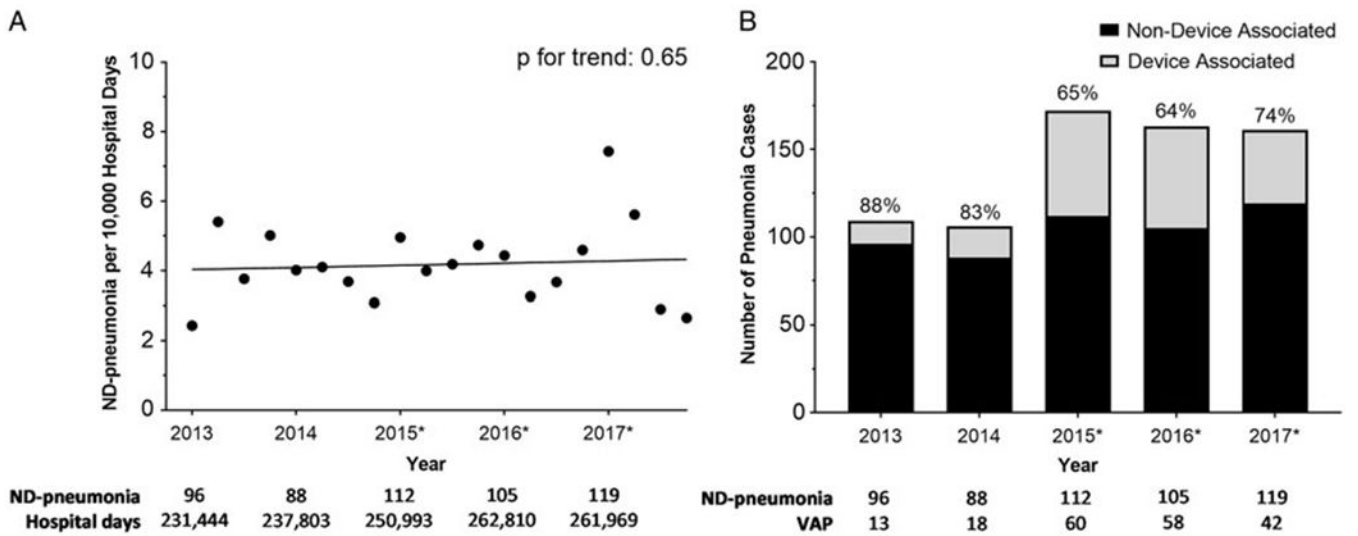 A
p for trend: 0.65
ND-pneumonia per 10,000 Hospital Days
10
8
6
4
2
0
2013 2014 2015* 2016* 2017*
Year
ND-pneumonia 96 88 112 105 119
Hospital days 231,444 237,803 250,993 262,810 261,969
B
Non-Device Associated
Device Associated
Number of Pneumonia Cases
200
150
100
50
0
88% 83% 65% 64% 74%
2013 2014 2015* 2016* 2017*
Year
ND-pneumonia 96 88 112 105 119
VAP 13 18 60 58 42